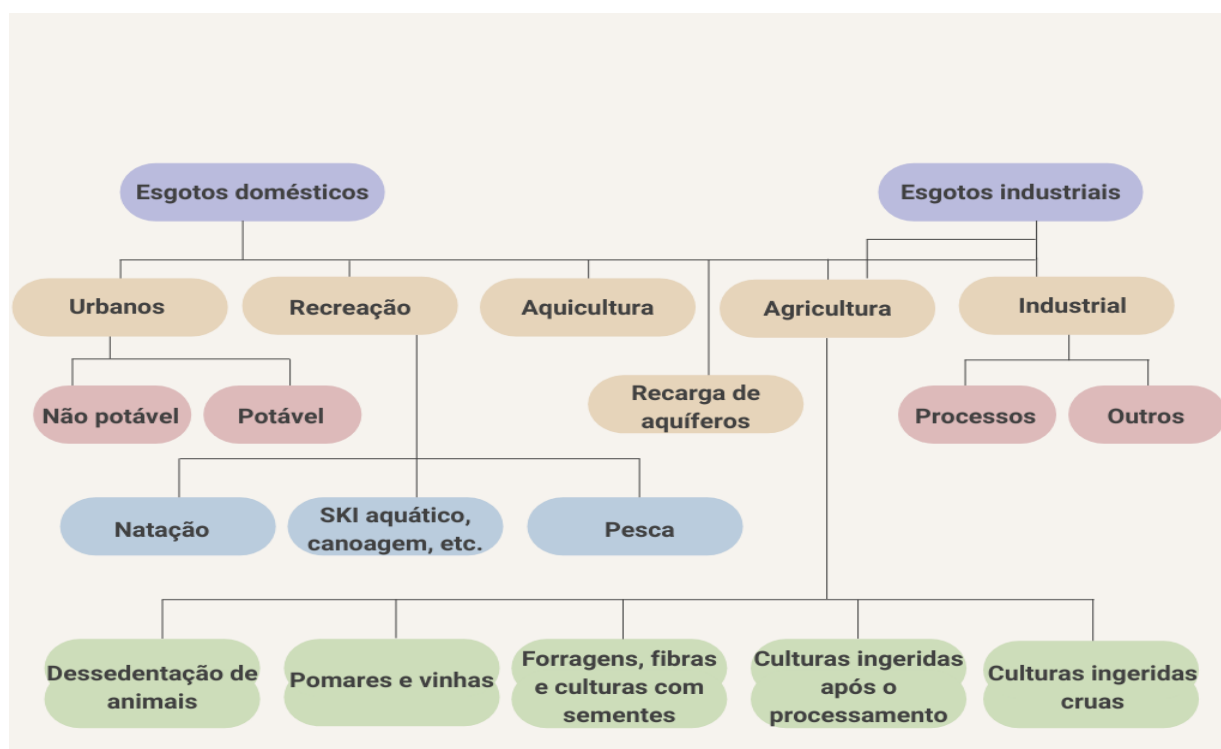 Esgotos domésticos
Esgotos industriais
Urbanos
Recreação
Aquicultura
Agricultura
Industrial
Não potável
Potável
Recarga de
aquíferos
Processos
Outros
Natação
SKI aquático,
canoagem, etc.
Pesca
Dessedentação de
animais
Pomares e vinhas
Forragens, fibras
e culturas com
sementes
Culturas ingeridas
após o
processamento
Culturas ingeridas
cruas